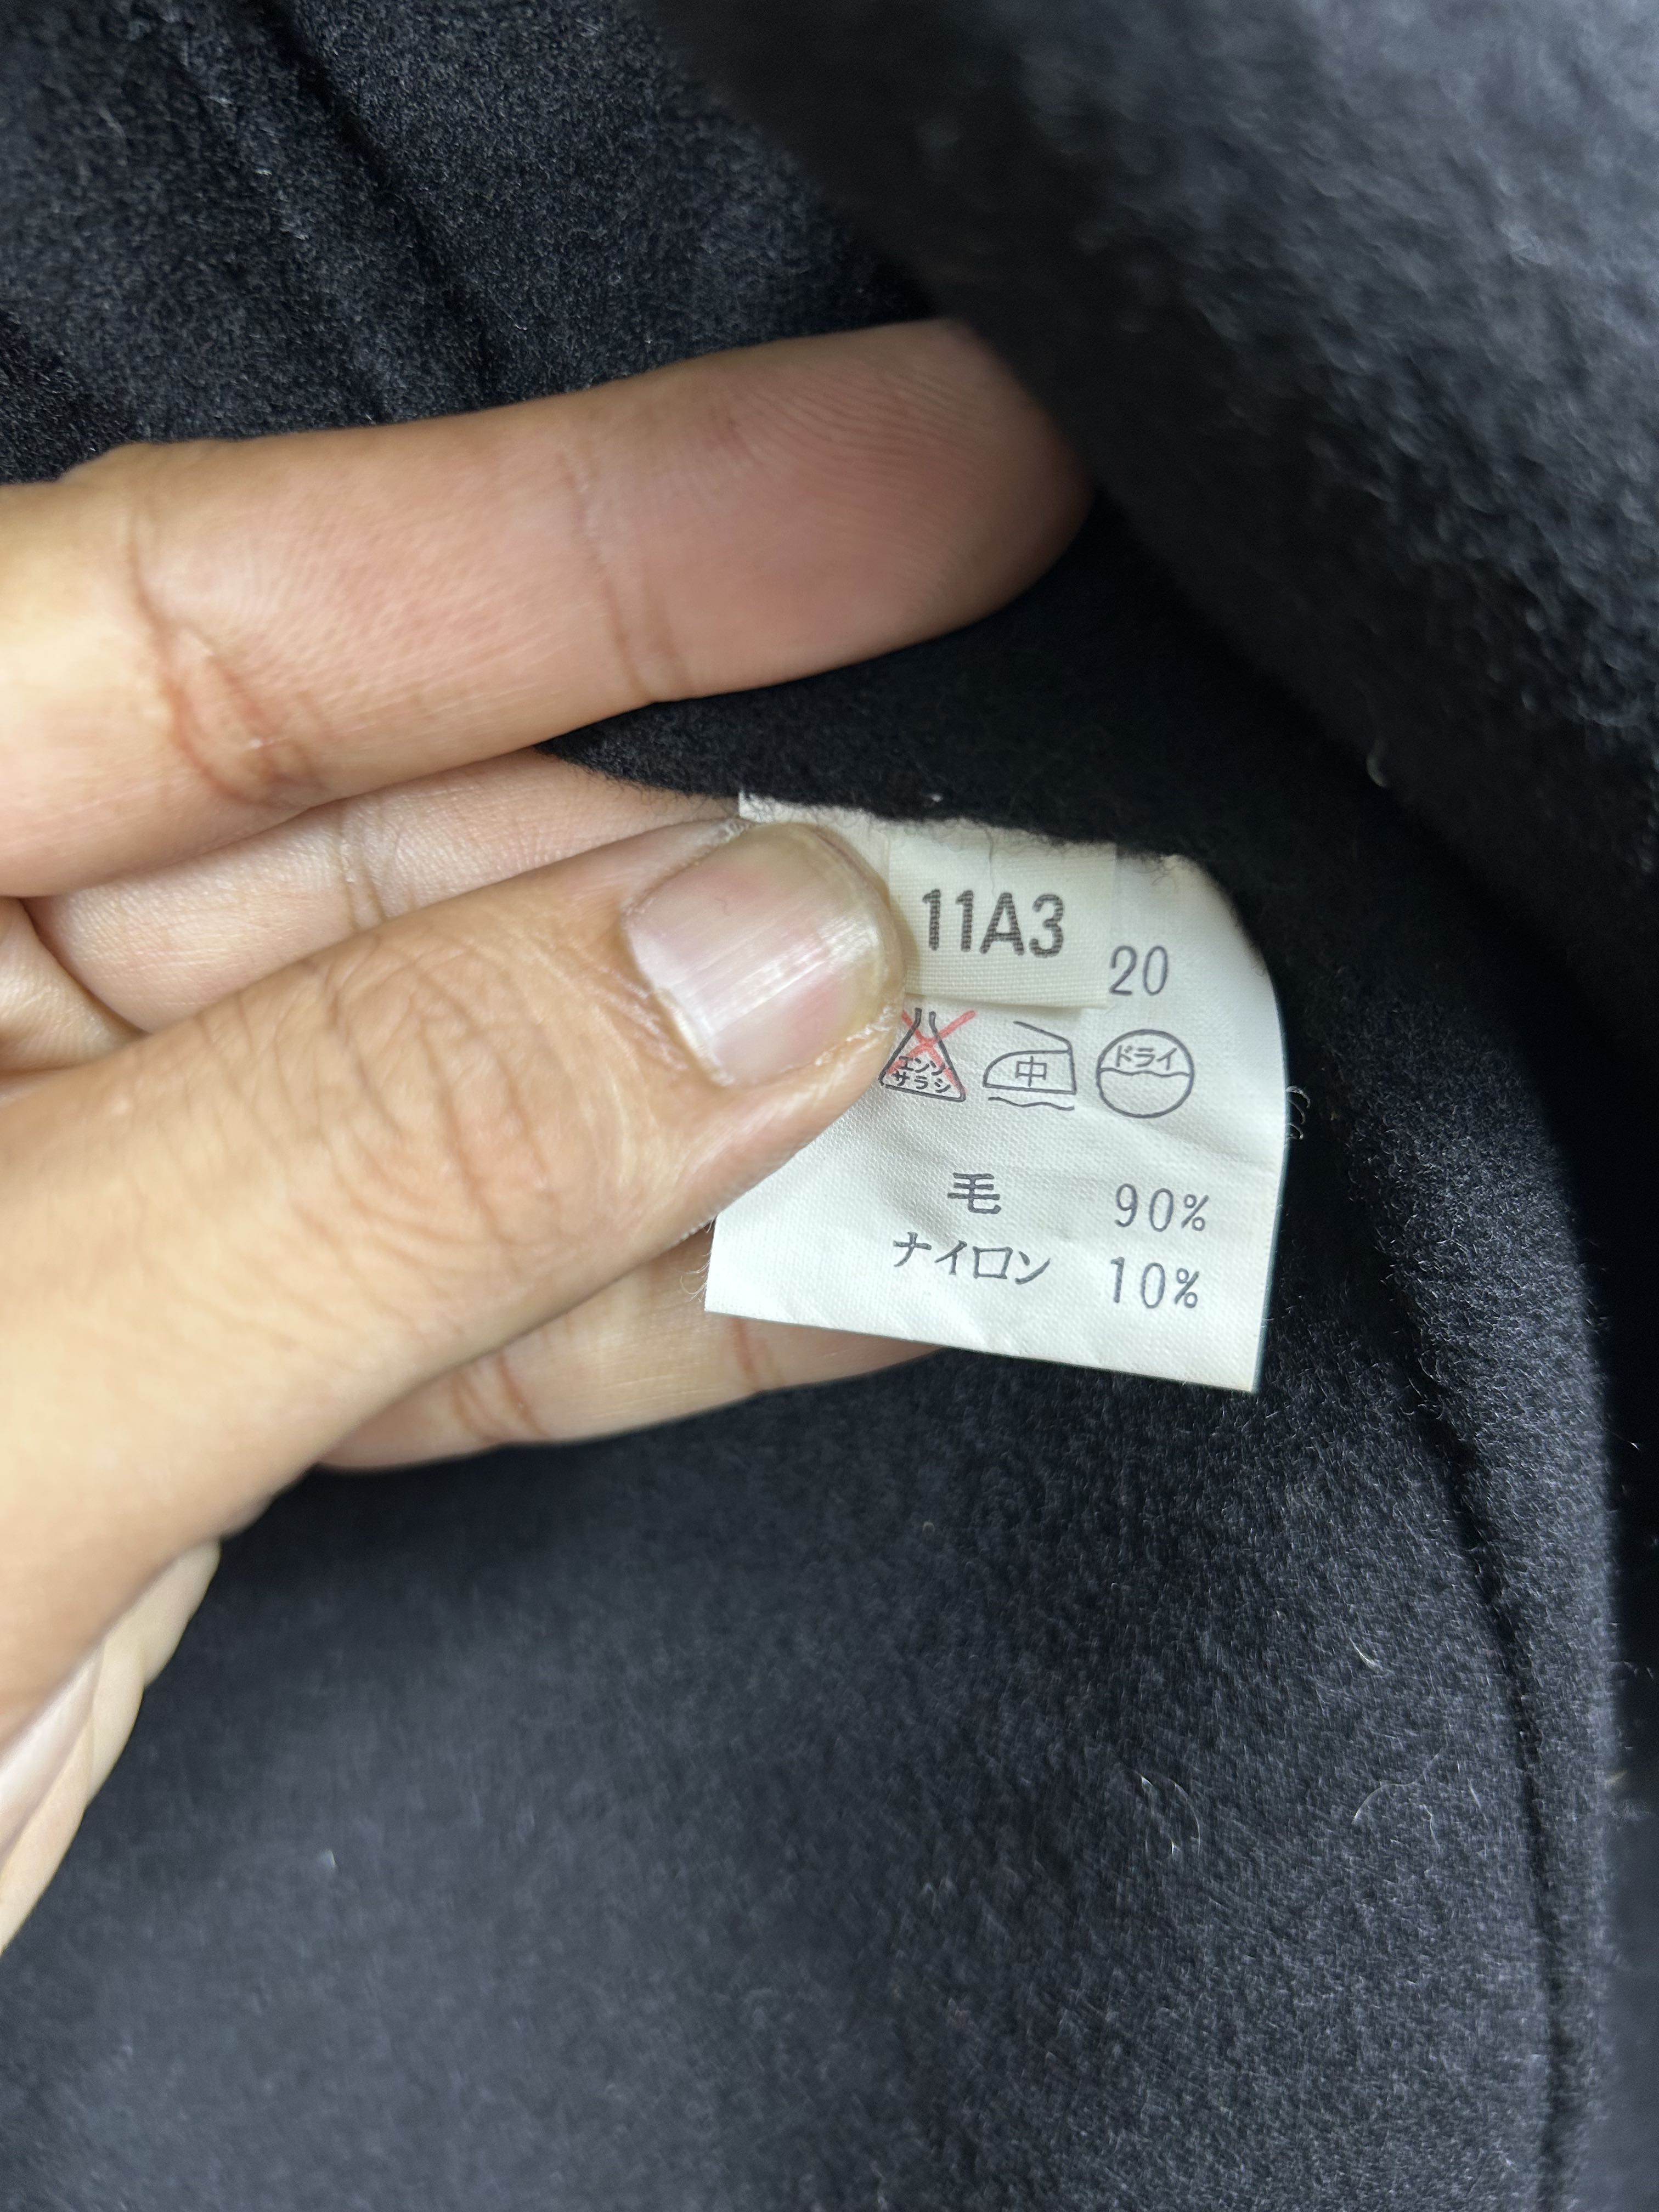 11A3
20
エンソ
サラシ
中
ドライ
毛 90%
ナイロン 10%